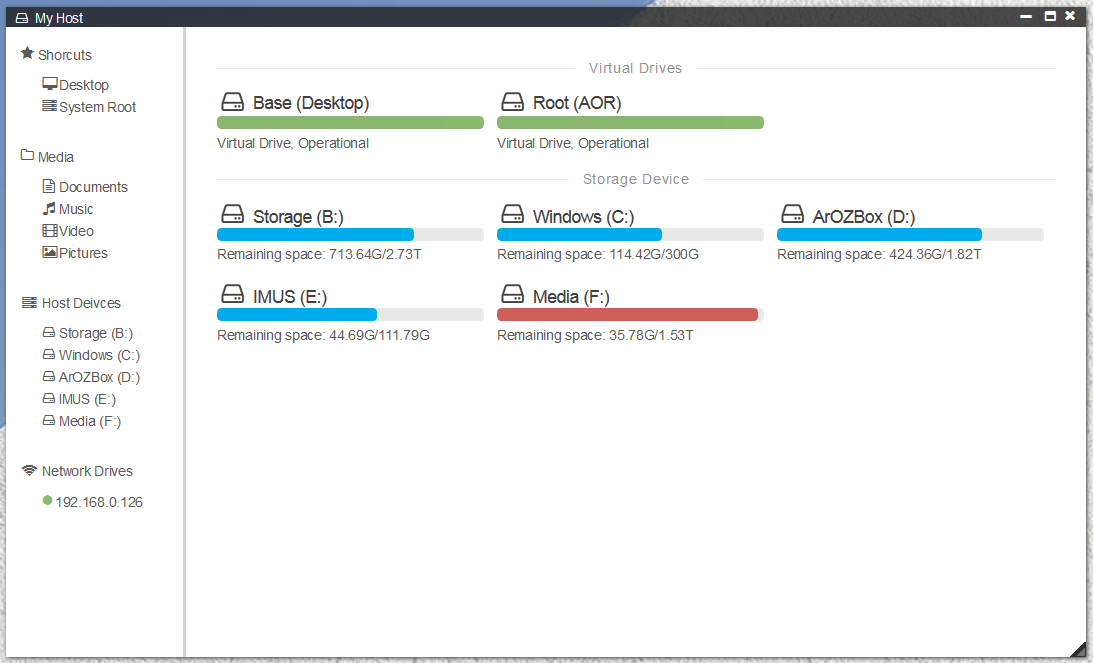 My Host
Shorcuts
Desktop
System Root
Media
Documents
Music
Video
Pictures
Host Deivces
Storage (B:)
Windows (C:)
ArOZBox (D:)
IMUS (E:)
Media (F:)
Network Drives
192.168.0.126
Virtual Drives
Base (Desktop)
Virtual Drive, Operational
Root (AOR)
Virtual Drive, Operational
Storage Device
Storage (B:)
Remaining space: 713.64G/2.73T
Windows (C:)
Remaining space: 114.42G/300G
ArOZBox (D:)
Remaining space: 424.36G/1.82T
IMUS (E:)
Remaining space: 44.69G/111.79G
Media (F:)
Remaining space: 35.78G/1.53T